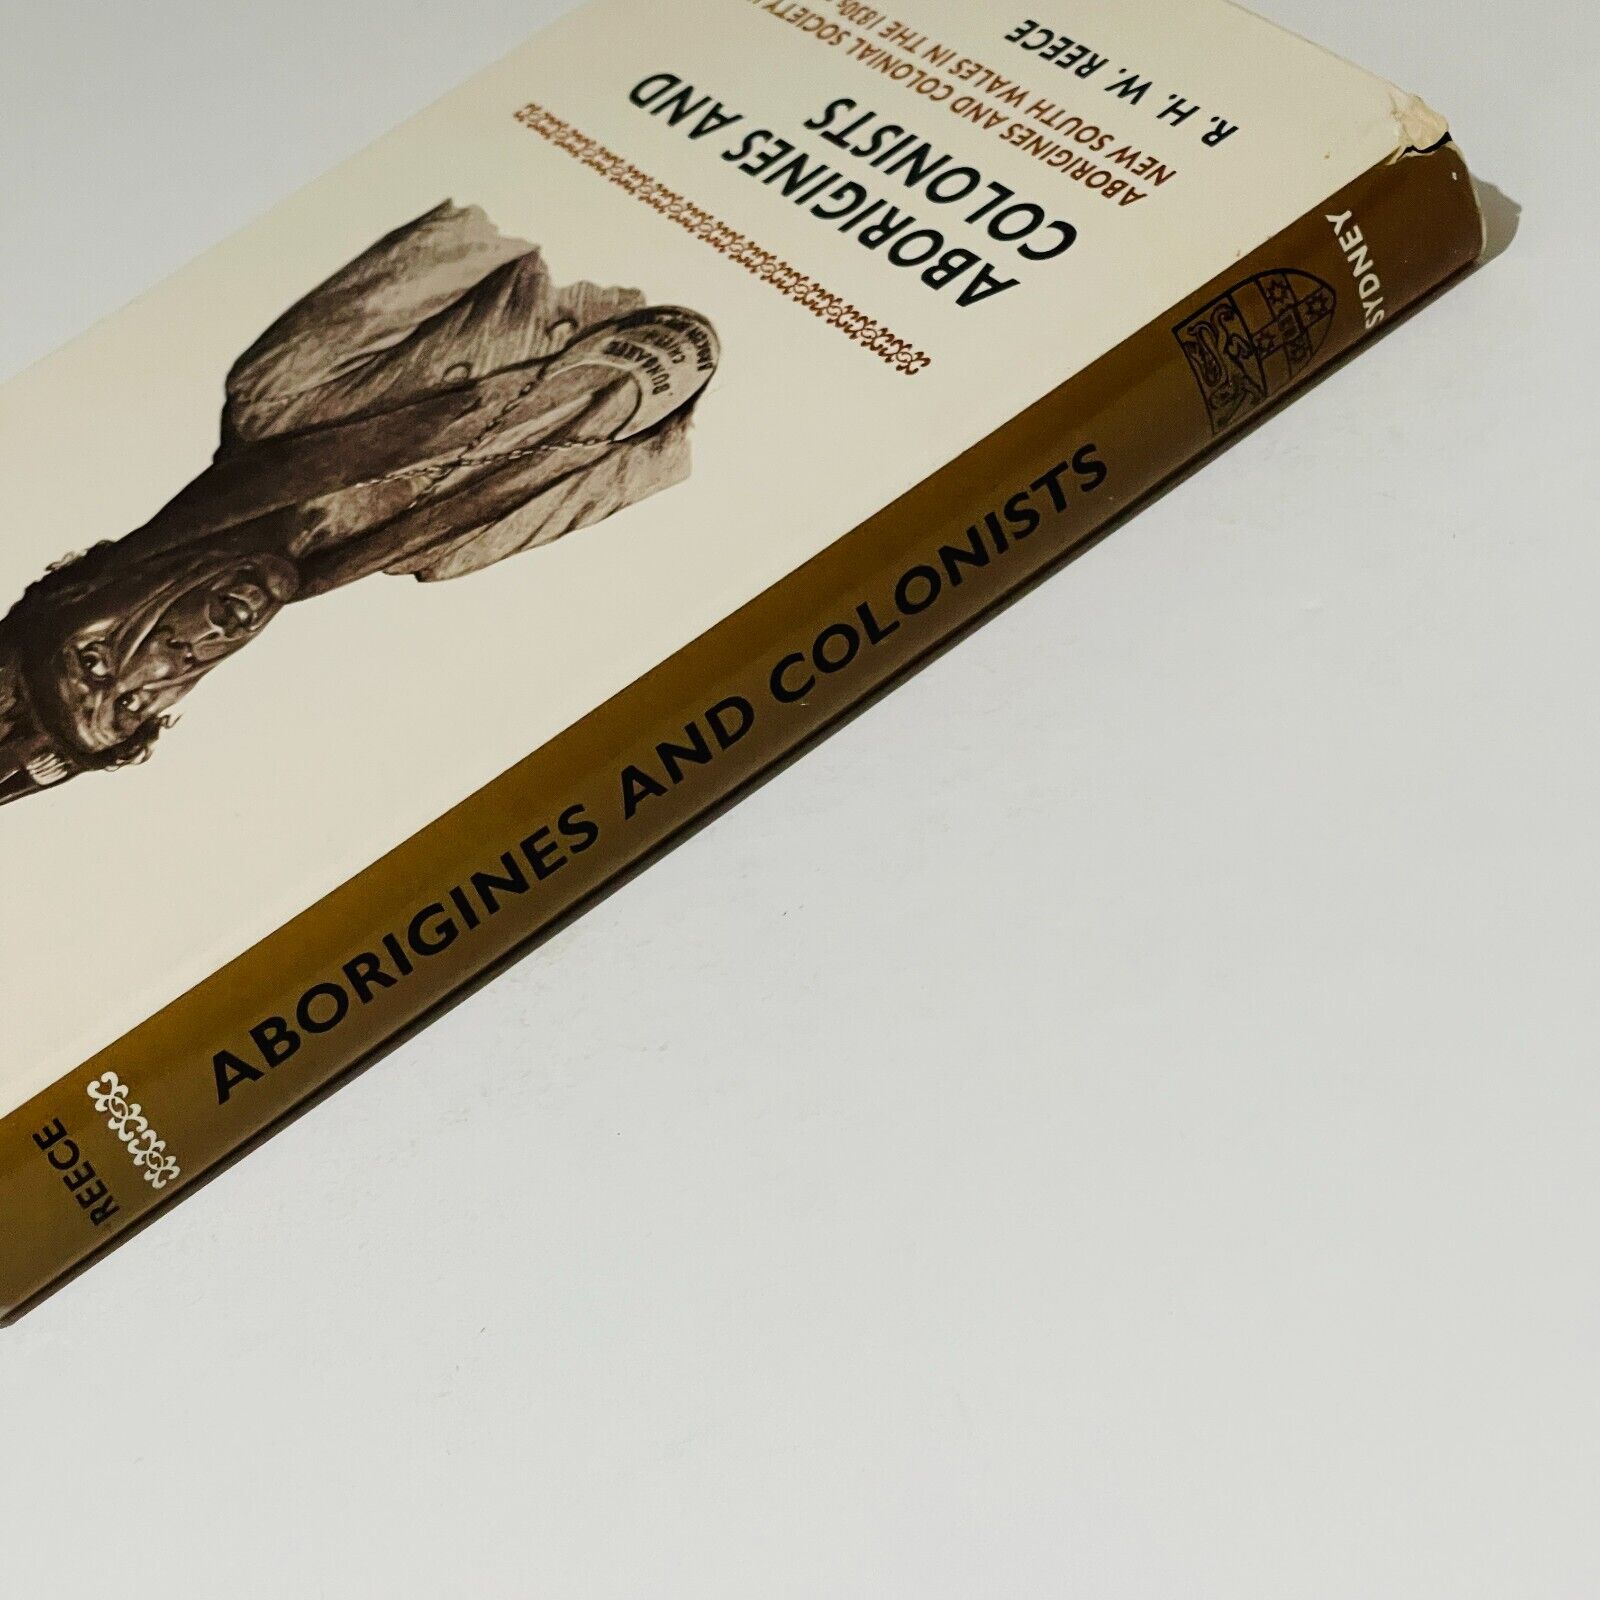 ABORIGINES AND
COLONISTS
ABORIGINES AND COLONIAL SOCIETY
NEW SOUTH WALES IN THE 1830s
R. H. W. REECE
REECE
ABORIGINES AND COLONISTS
SYDNEY